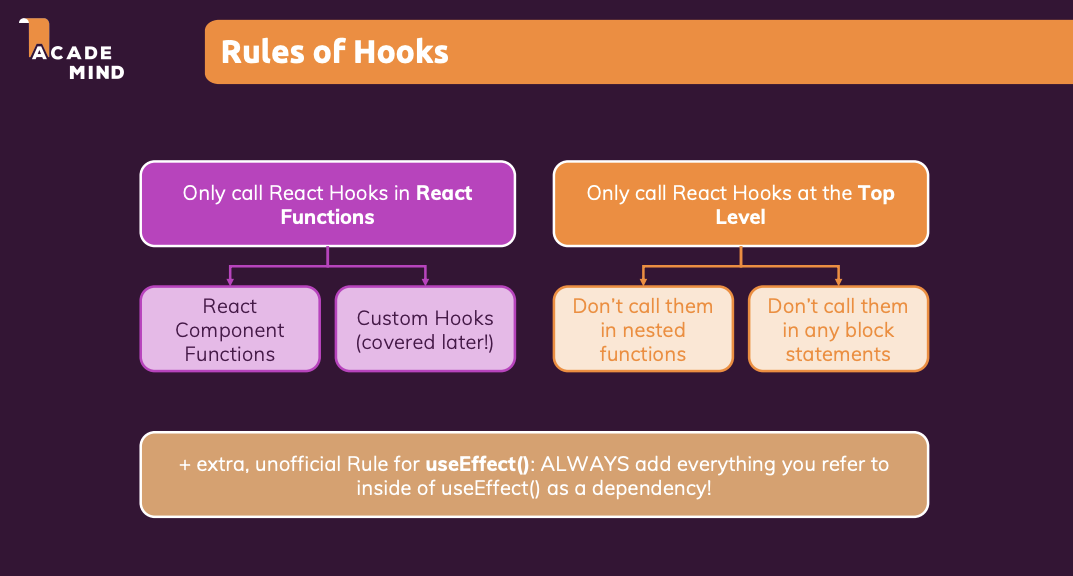 ACADE
MIND
Rules of Hooks
Only call React Hooks in React
Functions
Only call React Hooks at the Top
Level
React
Component
Functions
Custom Hooks
(covered later!)
Don’t call them
in nested
functions
Don’t call them
in any block
statements
+ extra, unofficial Rule for useEffect(): ALWAYS add everything you refer to
inside of useEffect() as a dependency!